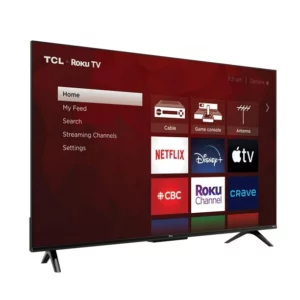 TCL · Roku TV
Home
My Feed
Search
Streaming Channels
Settings
Cable
Game console
Antenna
NETFLIX
Disney+
tv
CBC
Roku
Channel
CRAVE
TCL